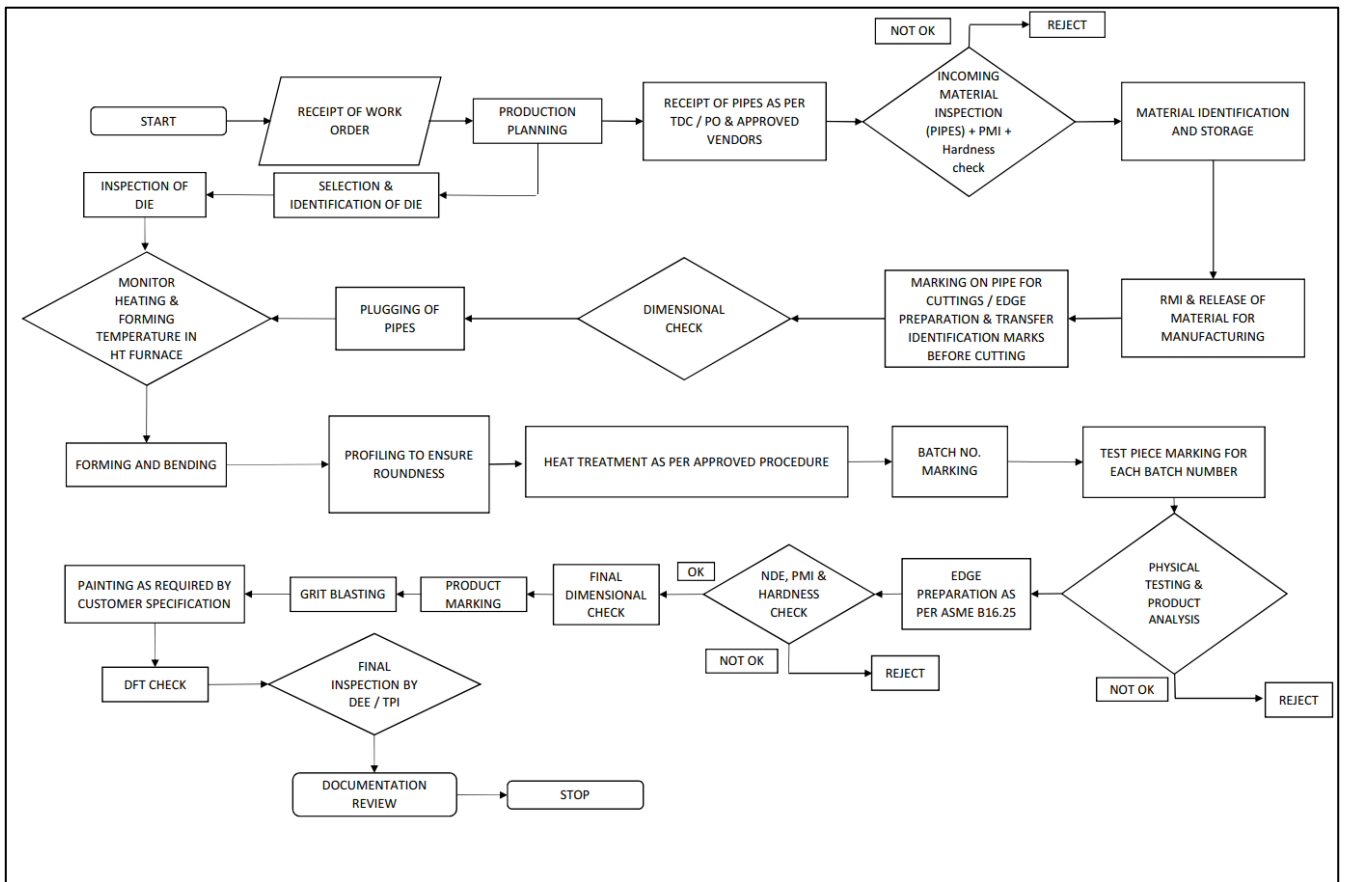 NOT OK
REJECT
START
RECEIPT OF WORK
ORDER
PRODUCTION
PLANNING
RECEIPT OF PIPES AS PER
TDC / PO & APPROVED
VENDORS
INCOMING
MATERIAL
INSPECTION
(PIPES) + PMI +
Hardness
check
MATERIAL IDENTIFICATION
AND STORAGE
INSPECTION OF
DIE
SELECTION &
IDENTIFICATION OF DIE
MONITOR
HEATING &
FORMING
TEMPERATURE IN
HT FURNACE
PLUGGING OF
PIPES
DIMENSIONAL
CHECK
MARKING ON PIPE FOR
CUTTINGS / EDGE
PREPARATION & TRANSFER
IDENTIFICATION MARKS
BEFORE CUTTING
RMI & RELEASE OF
MATERIAL FOR
MANUFACTURING
FORMING AND BENDING
PROFILING TO ENSURE
ROUNDNESS
HEAT TREATMENT AS PER APPROVED PROCEDURE
BATCH NO.
MARKING
TEST PIECE MARKING FOR
EACH BATCH NUMBER
PAINTING AS REQUIRED BY
CUSTOMER SPECIFICATION
GRIT BLASTING
PRODUCT
MARKING
FINAL
DIMENSIONAL
CHECK
OK
NDE, PMI &
HARDNESS
CHECK
EDGE
PREPARATION AS
PER ASME B16.25
PHYSICAL
TESTING &
PRODUCT
ANALYSIS
NOT OK
REJECT
NOT OK
REJECT
DFT CHECK
FINAL
INSPECTION BY
DEE / TPI
DOCUMENTATION
REVIEW
STOP